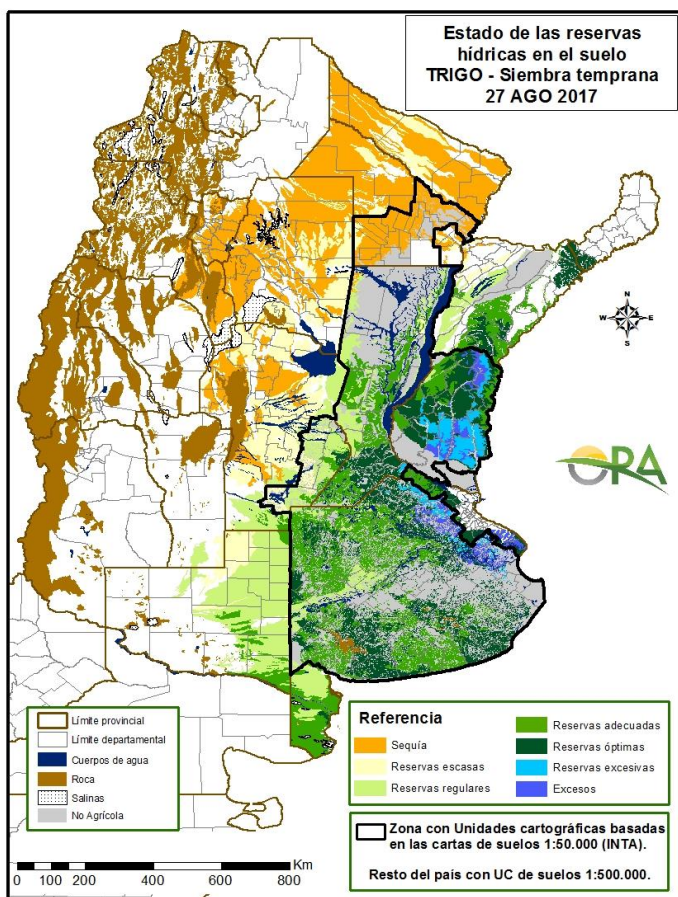 Estado de las reservas
hídricas en el suelo
TRIGO - Siembra temprana
27 AGO 2017
N
W
E
S
ORA
Límite provincial
Límite departamental
Cuerpos de agua
Roca
Salinas
No Agrícola
Referencia
Sequía
Reservas escasas
Reservas regulares
Reservas adecuadas
Reservas óptimas
Reservas excesivas
Excesos
Zona con Unidades cartográficas basadas
en las cartas de suelos 1:50.000 (INTA).
Resto del país con UC de suelos 1:500.000.
Km
0 100 200 400 600 800